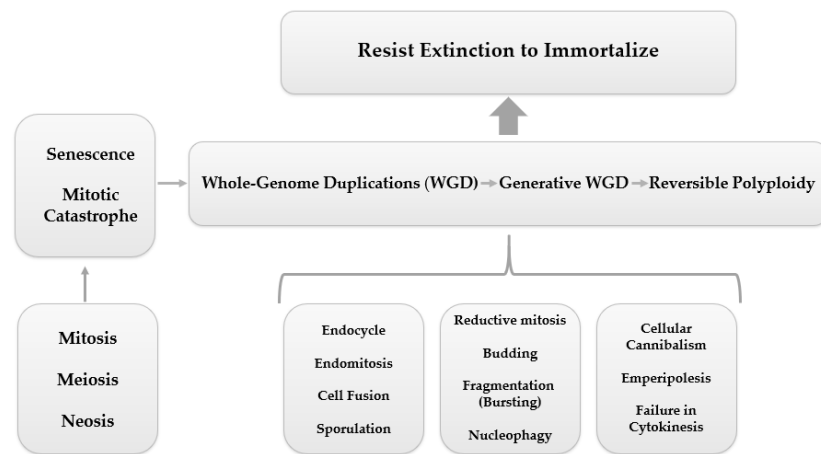 Resist Extinction to Immortalize
Senescence
Mitotic
Catastrophe
Whole-Genome Duplications (WGD) Generative WGD Reversible Polyploidy
Mitosis
Meiosis
Neosis
Endocycle
Endomitosis
Cell Fusion
Sporulation
Reductive mitosis
Budding
Fragmentation
(Bursting)
Nucleophagy
Cellular
Cannibalism
Emperipolesis
Failure in
Cytokinesis